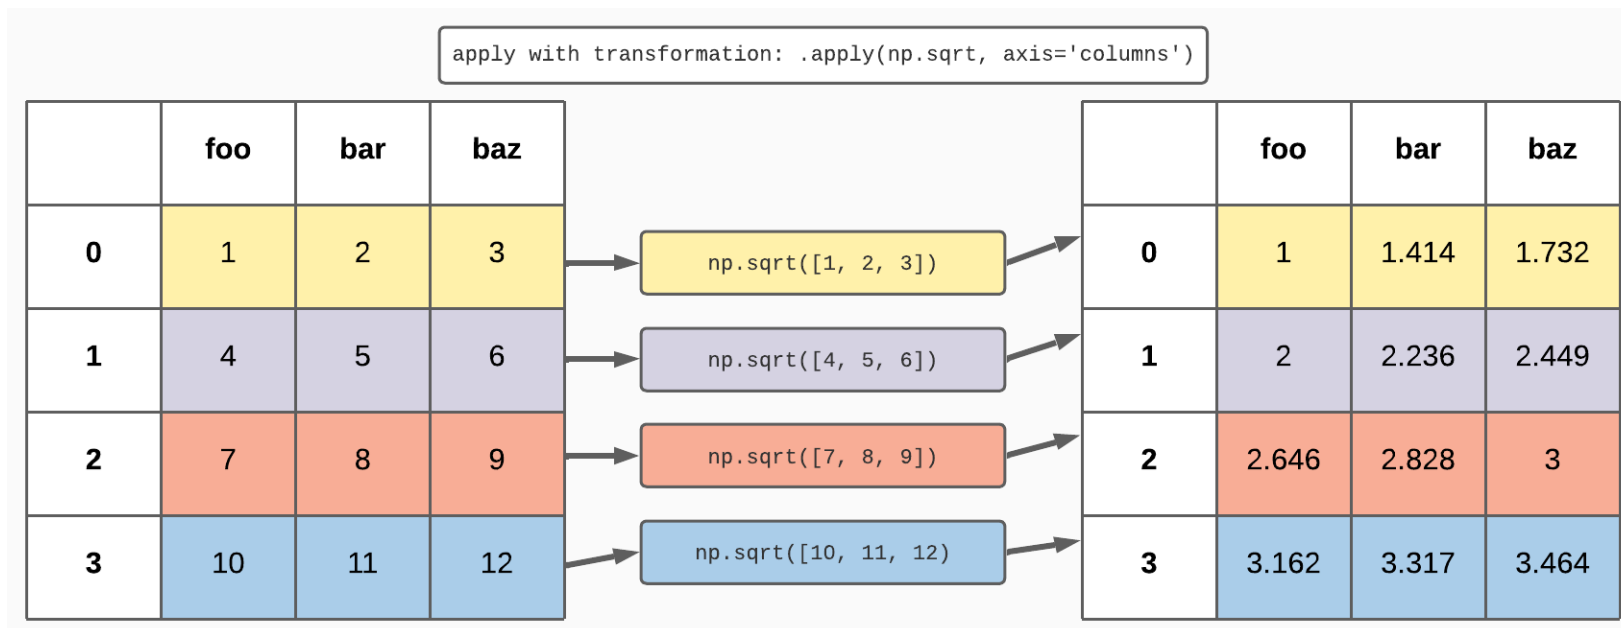 apply with transformation: .apply(np.sqrt, axis='columns')
foo bar baz
0 1 2 3
1 4 5 6
2 7 8 9
3 10 11 12
np.sqrt([1, 2, 3])
np.sqrt([4, 5, 6])
np.sqrt([7, 8, 9])
np.sqrt([10, 11, 12)
foo bar baz
0 1 1.414 1.732
1 2 2.236 2.449
2 2.646 2.828 3
3 3.162 3.317 3.464